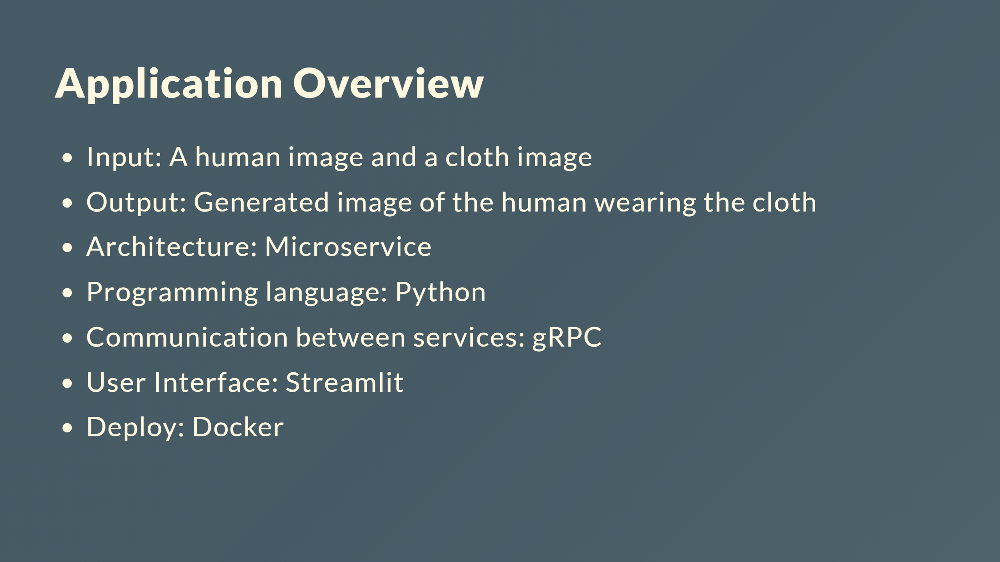 Application Overview
• Input: A human image and a cloth image
• Output: Generated image of the human wearing the cloth
• Architecture: Microservice
• Programming language: Python
• Communication between services: gRPC
• User Interface: Streamlit
• Deploy: Docker